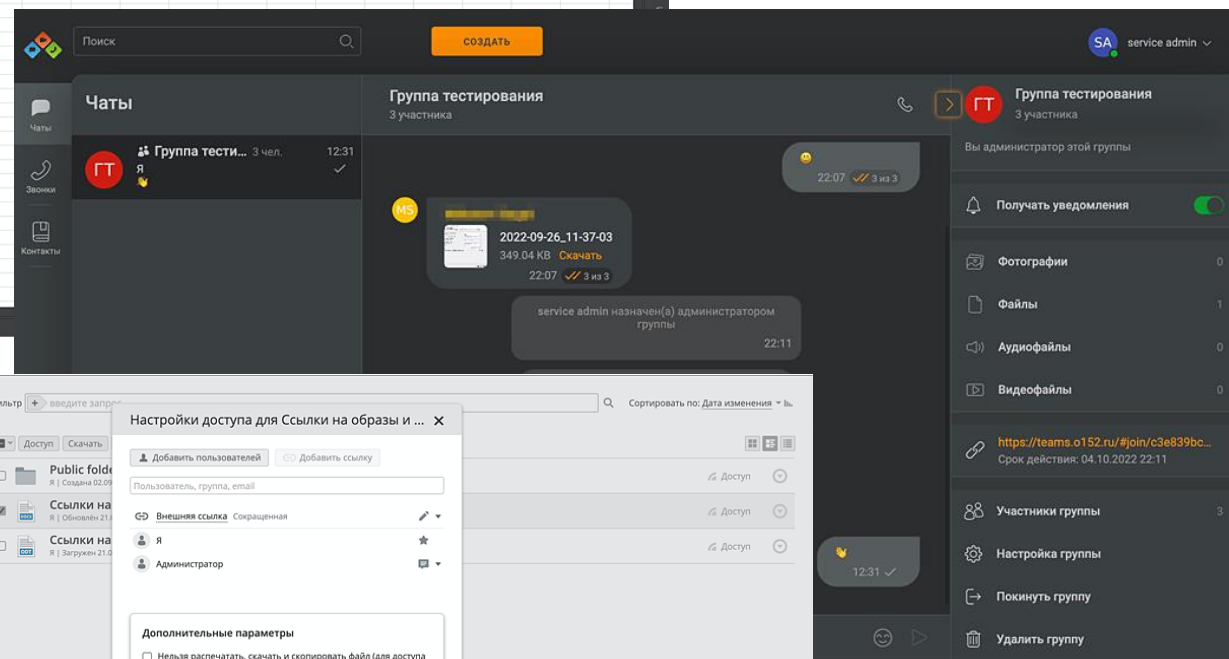 Поиск
СОЗДАТЬ
SA
service admin
Чаты
Чаты
ГТ
Группа тести... 3 чел.
12:31
Я
Звонки
Контакты
Группа тестирования
3 участника
22:07
3 из 3
MS
2022-09-26_11-37-03
349.04 KB Скачать
22:07
3 из 3
service admin назначен(а) администратором
группы
22:11
12:31
ГТ
Группа тестирования
3 участника
Вы администратор этой группы
Получать уведомления
Фотографии 0
Файлы 1
Аудиофайлы 0
Видеофайлы 0
https://teams.o152.ru/#join/c3e839bc...
Срок действия: 04.10.2022 22:11
Участники группы 3
Настройка группы
Покинуть группу
Удалить группу
+ введите запрос
Сортировать по: Дата изменения
Доступ
Скачать
Public folde
Я | Создана 02.09
Доступ
Ссылки на
Я | Обновлён 21.
Доступ
Ссылки на
Я | Загружен 21.0
Доступ
Настройки доступа для Ссылки на образы и ...
Добавить пользователей
Добавить ссылку
Пользователь, группа, email
Внешняя ссылка Сокращенная
Я
Администратор
Дополнительные параметры
Нельзя распечатать, скачать и скопировать файл (для доступа